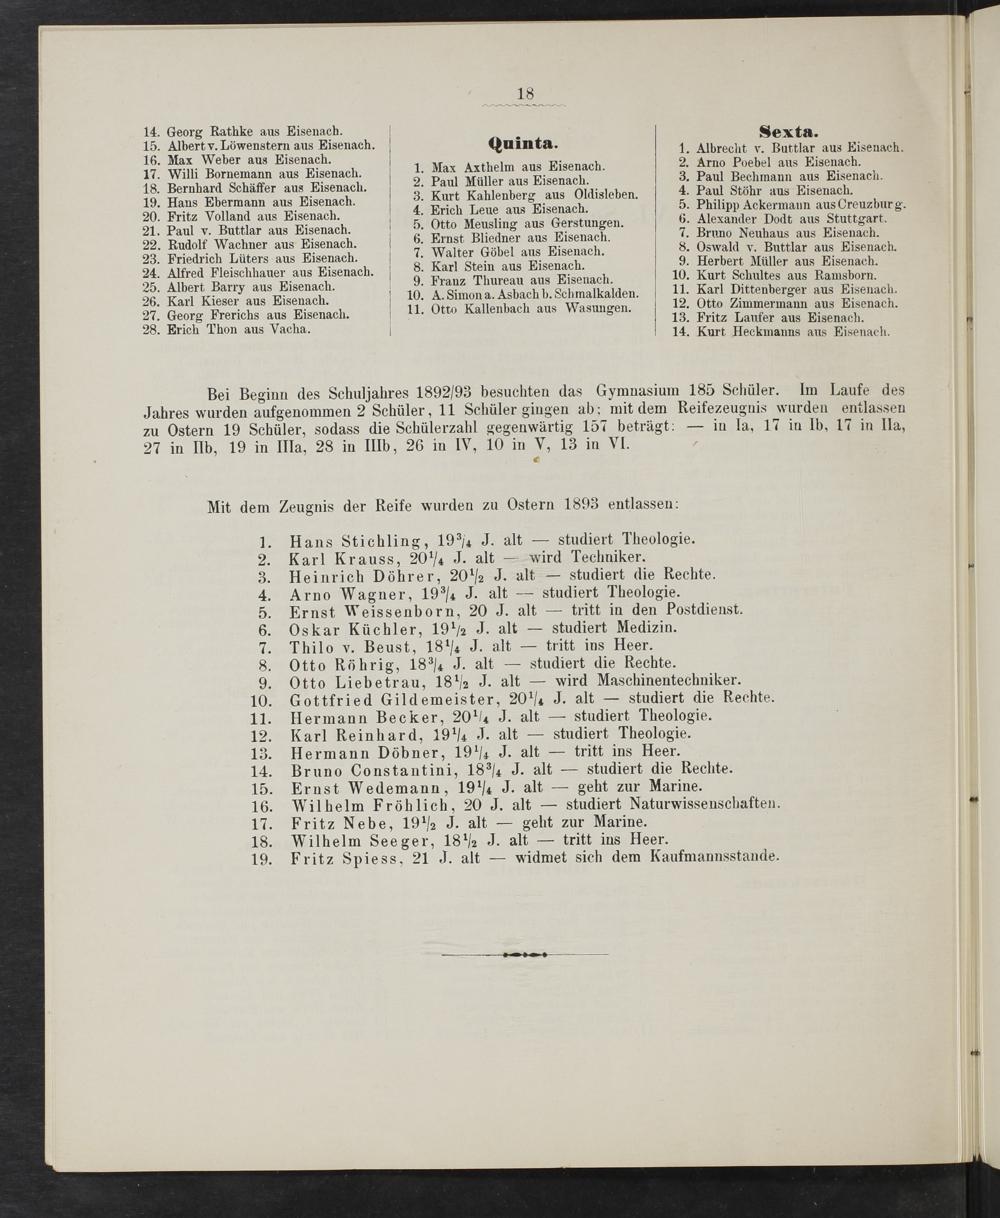 18
14. Georg Rathke aus Eisenach.
15. Albert v. Löwenstern aus Eisenach.
16. Max Weber aus Eisenach.
17. Willi Bornemann aus Eisenach.
18. Bernhard Schäffer aus Eisenach.
19. Hans Ebermann aus Eisenach.
20. Fritz Volland aus Eisenach.
21. Paul v. Buttlar aus Eisenach.
22. Rudolf Wachner aus Eisenach.
23. Friedrich Lüters aus Eisenach.
24. Alfred Fleischhauer aus Eisenach.
25. Albert Barry aus Eisenach.
26. Karl Kieser aus Eisenach.
27. Georg Frerichs aus Eisenach.
28. Erich Thon aus Vacha.
Quinta.
1. Max Axthelm aus Eisenach.
2. Paul Müller aus Eisenach.
3. Kurt Kahlenberg aus Oldisleben.
4. Erich Leue aus Eisenach.
5. Otto Meusling aus Gerstungen.
6. Ernst Bliedner aus Eisenach.
7. Walter Göbel aus Eisenach.
8. Karl Stein aus Eisenach.
9. Franz Thureau aus Eisenach.
10. A. Simon a. Asbach b. Schmalkalden.
11. Otto Kallenbach aus Wasungen.
Sexta.
1. Albrecht v. Buttlar aus Eisenach.
2. Arno Poebel aus Eisenach.
3. Paul Bechmann aus Eisenach.
4. Paul Stöhr aus Eisenach.
5. Philipp Ackermann aus Creuzburg.
6. Alexander Dodt aus Stuttgart.
7. Bruno Neuhaus aus Eisenach.
8. Oswald v. Buttlar aus Eisenach.
9. Herbert Müller aus Eisenach.
10. Kurt Schultes aus Ramsborn.
11. Karl Dittenberger aus Eisenach.
12. Otto Zimmermann aus Eisenach.
13. Fritz Laufer aus Eisenach.
14. Kurt Heckmanns aus Eisenach.
Bei Beginn des Schuljahres 1892/93 besuchten das Gymnasium 185 Schüler. Im Laufe des
Jahres wurden aufgenommen 2 Schüler, 11 Schüler gingen ab; mit dem Reifezeugnis wurden entlassen
zu Ostern 19 Schüler, sodass die Schülerzahl gegenwärtig 157 beträgt: — in Ia, 17 in Ib, 17 in IIa,
27 in IIb, 19 in IIIa, 28 in IIIb, 26 in IV, 10 in V, 13 in VI.
Mit dem Zeugnis der Reife wurden zu Ostern 1893 entlassen:
1. Hans Stichling, 19³/₄ J. alt — studiert Theologie.
2. Karl Krauss, 20¹/₄ J. alt — wird Techniker.
3. Heinrich Döhrer, 20¹/₂ J. alt — studiert die Rechte.
4. Arno Wagner, 19³/₄ J. alt — studiert Theologie.
5. Ernst Weissenborn, 20 J. alt — tritt in den Postdienst.
6. Oskar Küchler, 19¹/₂ J. alt — studiert Medizin.
7. Thilo v. Beust, 18¹/₄ J. alt — tritt ins Heer.
8. Otto Röhrig, 18³/₄ J. alt — studiert die Rechte.
9. Otto Liebetrau, 18¹/₂ J. alt — wird Maschinentechniker.
10. Gottfried Gildemeister, 20¹/₄ J. alt — studiert die Rechte.
11. Hermann Becker, 20¹/₄ J. alt — studiert Theologie.
12. Karl Reinhard, 19¹/₄ J. alt — studiert Theologie.
13. Hermann Döbner, 19¹/₄ J. alt — tritt ins Heer.
14. Bruno Constantini, 18³/₄ J. alt — studiert die Rechte.
15. Ernst Wedemann, 19¹/₄ J. alt — geht zur Marine.
16. Wilhelm Fröhlich, 20 J. alt — studiert Naturwissenschaften.
17. Fritz Nebe, 19¹/₂ J. alt — geht zur Marine.
18. Wilhelm Seeger, 18¹/₂ J. alt — tritt ins Heer.
19. Fritz Spiess, 21 J. alt — widmet sich dem Kaufmannsstande.